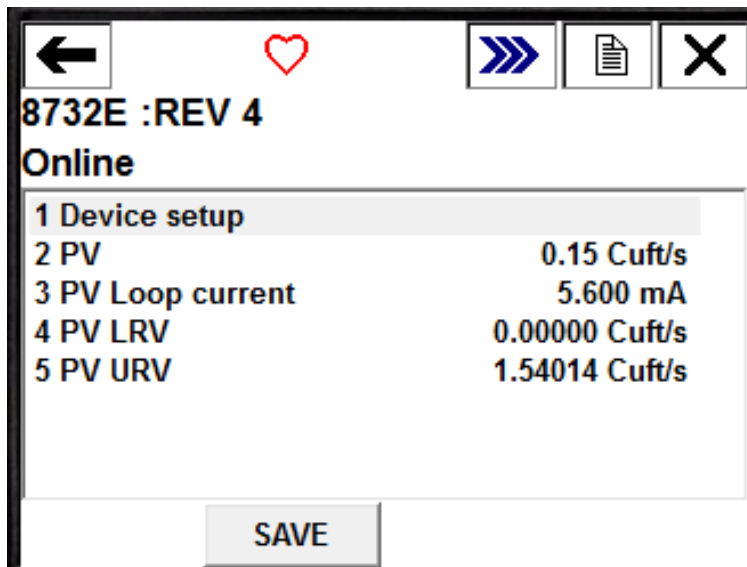 8732E :REV 4
Online
1 Device setup
2 PV 0.15 Cuft/s
3 PV Loop current 5.600 mA
4 PV LRV 0.00000 Cuft/s
5 PV URV 1.54014 Cuft/s
SAVE